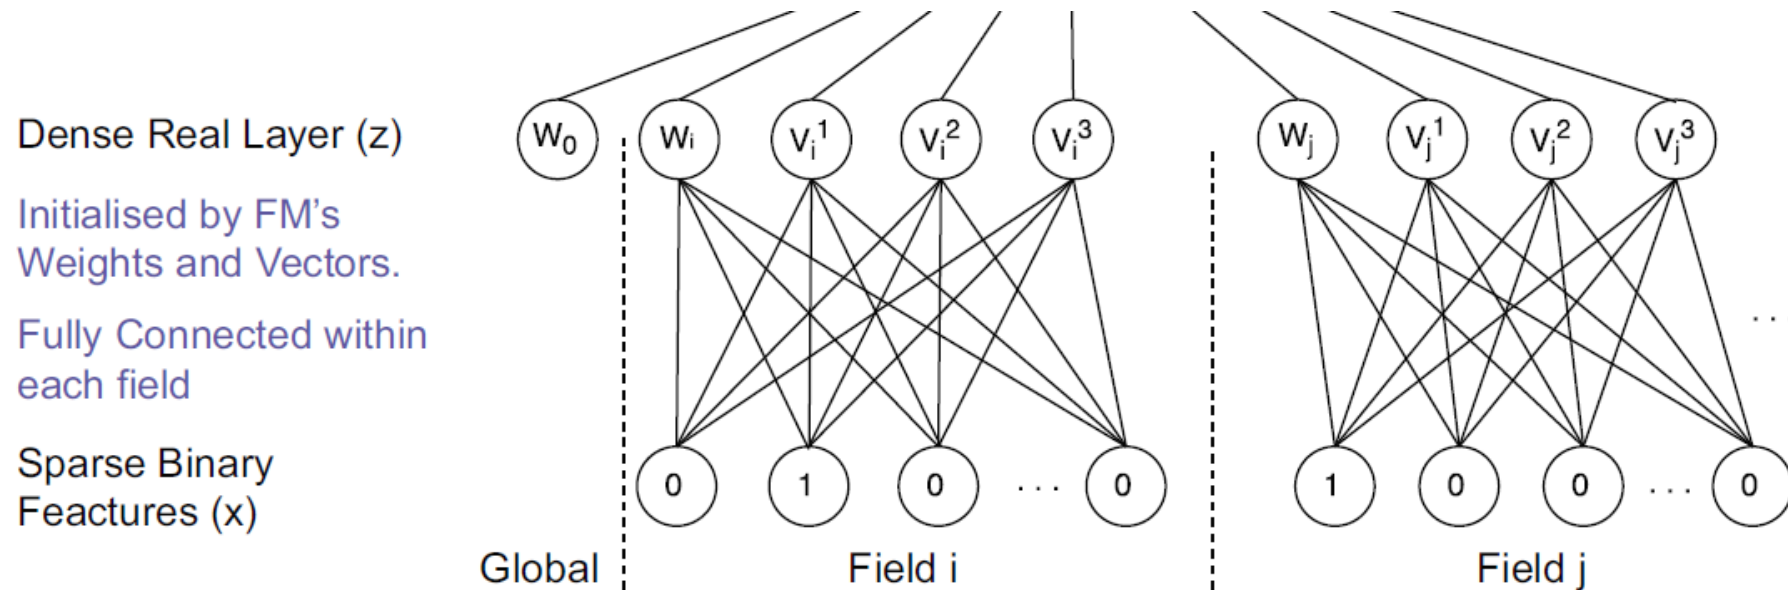 Dense Real Layer (z)
W₀ Wᵢ Vᵢ¹ Vᵢ² Vᵢ³ Wⱼ Vⱼ¹ Vⱼ² Vⱼ³
Initialised by FM's
Weights and Vectors.
Fully Connected within
each field
. . .
Sparse Binary
Feactures (x)
0 1 0 . . . 0 1 0 0 . . . 0
Global Field i Field j